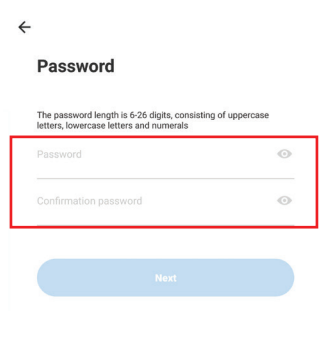 Password
The password length is 6-26 digits, consisting of uppercase
letters, lowercase letters and numerals
Password
Confirmation password
Next